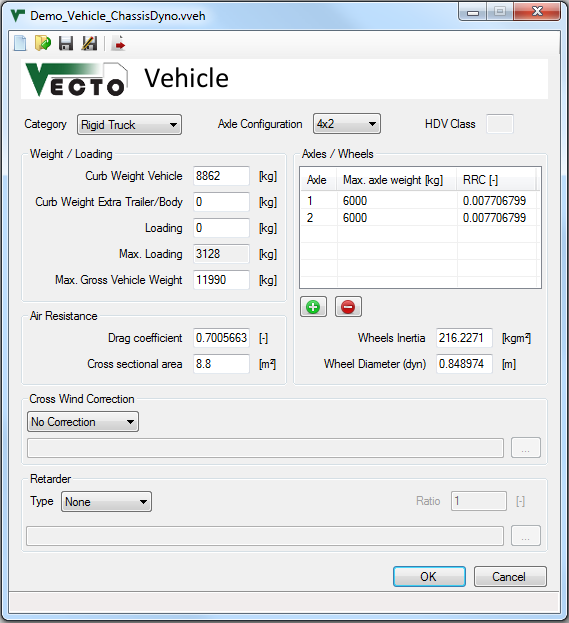 Demo_Vehicle_ChassisDyno.vveh
VECTO Vehicle
Category Rigid Truck Axle Configuration 4x2 HDV Class
Weight / Loading
Curb Weight Vehicle 8862 [kg]
Curb Weight Extra Trailer/Body 0 [kg]
Loading 0 [kg]
Max. Loading 3128 [kg]
Max. Gross Vehicle Weight 11990 [kg]
Axles / Wheels
Axle Max. axle weight [kg] RRC [-]
1 6000 0.007706799
2 6000 0.007706799
Air Resistance
Drag coefficient 0.7005663 [-]
Cross sectional area 8.8 [m²]
Wheels Inertia 216.2271 [kgm²]
Wheel Diameter (dyn) 0.848974 [m]
Cross Wind Correction
No Correction
...
Retarder
Type None Ratio 1 [-]
...
OK Cancel